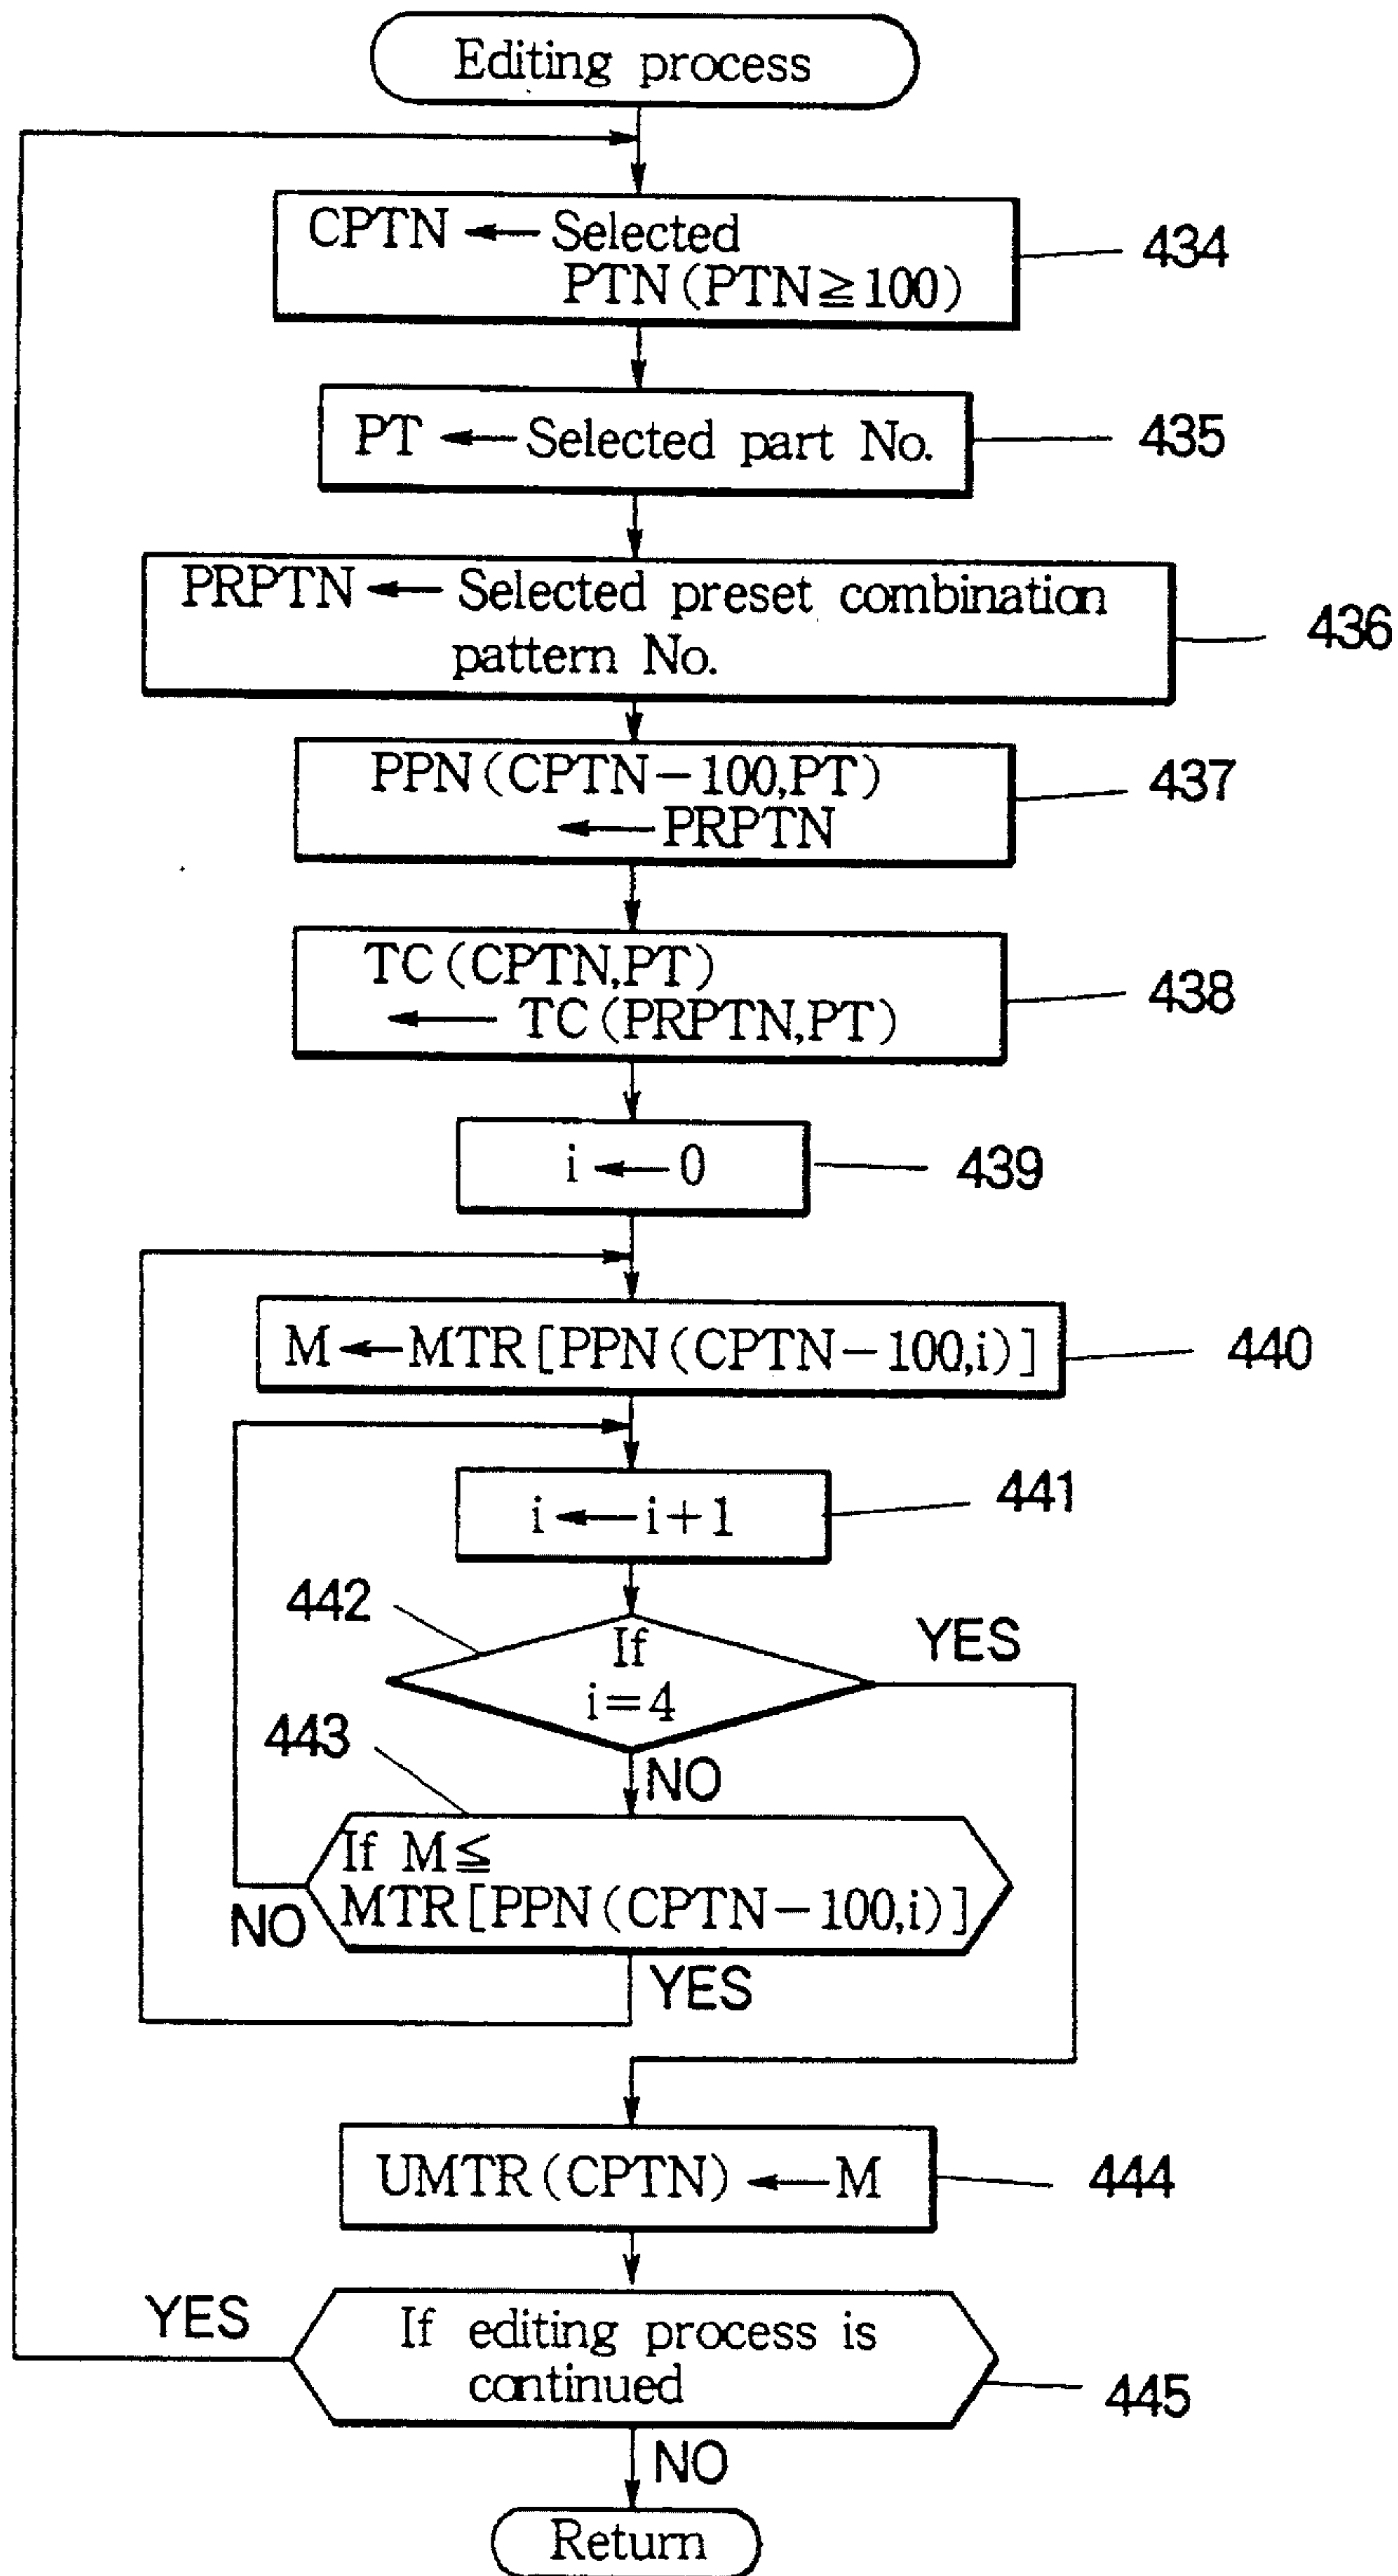 Editing process
CPTN ← Selected
PTN (PTN≧100)
434
PT ← Selected part No.
435
PRPTN ← Selected preset combination
pattern No.
436
PPN (CPTN−100,PT)
← PRPTN
437
TC (CPTN,PT)
← TC (PRPTN,PT)
438
i ← 0
439
M ← MTR [PPN (CPTN−100,i)]
440
i ← i+1
441
442
If
i=4
YES
NO
443
If M≦
MTR [PPN (CPTN−100,i)]
NO
YES
UMTR (CPTN) ← M
444
If editing process is
continued
445
YES
NO
Return